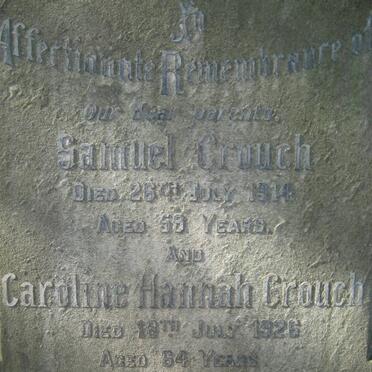 In
Affectionate Remembrance of
Our dear parents,
Samuel Crouch
Died 26th July 1914
Aged 59 Years.
And
Caroline Hannah Crouch
Died 18th July 1926
Aged 64 Years